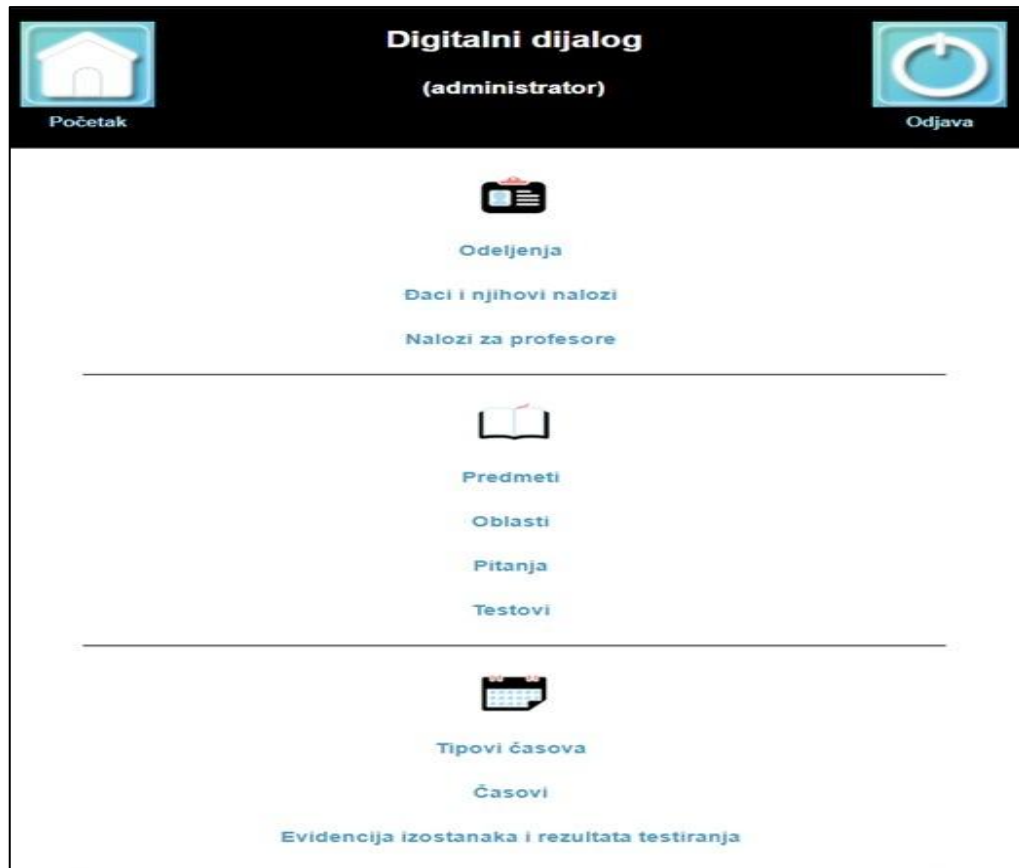 Digitalni dijalog
(administrator)
Početak
Odjava
Odeljenja
Đaci i njihovi nalozi
Nalozi za profesore
Predmeti
Oblasti
Pitanja
Testovi
Tipovi časova
Časovi
Evidencija izostanaka i rezultata testiranja